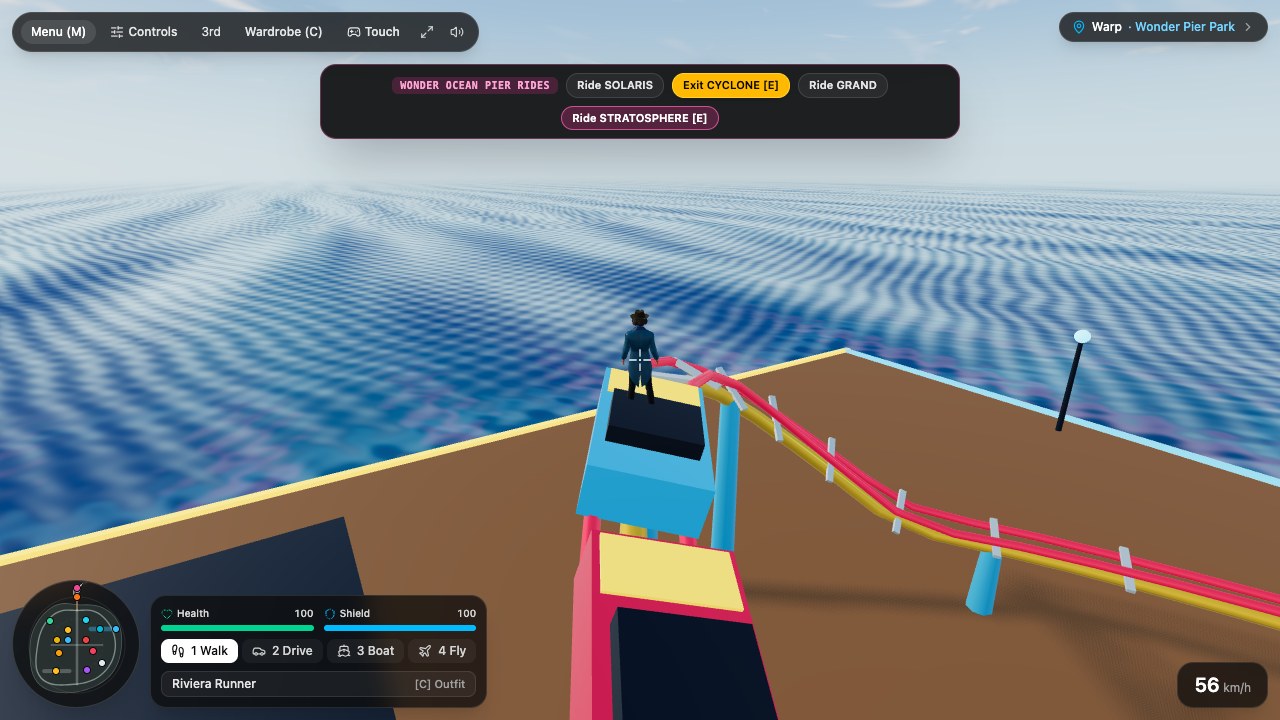 Menu (M) Controls 3rd Wardrobe (C) Touch
Warp · Wonder Pier Park
WONDER OCEAN PIER RIDES Ride SOLARIS Exit CYCLONE [E] Ride GRAND
Ride STRATOSPHERE [E]
Health 100 Shield 100
1 Walk 2 Drive 3 Boat 4 Fly
Riviera Runner [C] Outfit
56 km/h